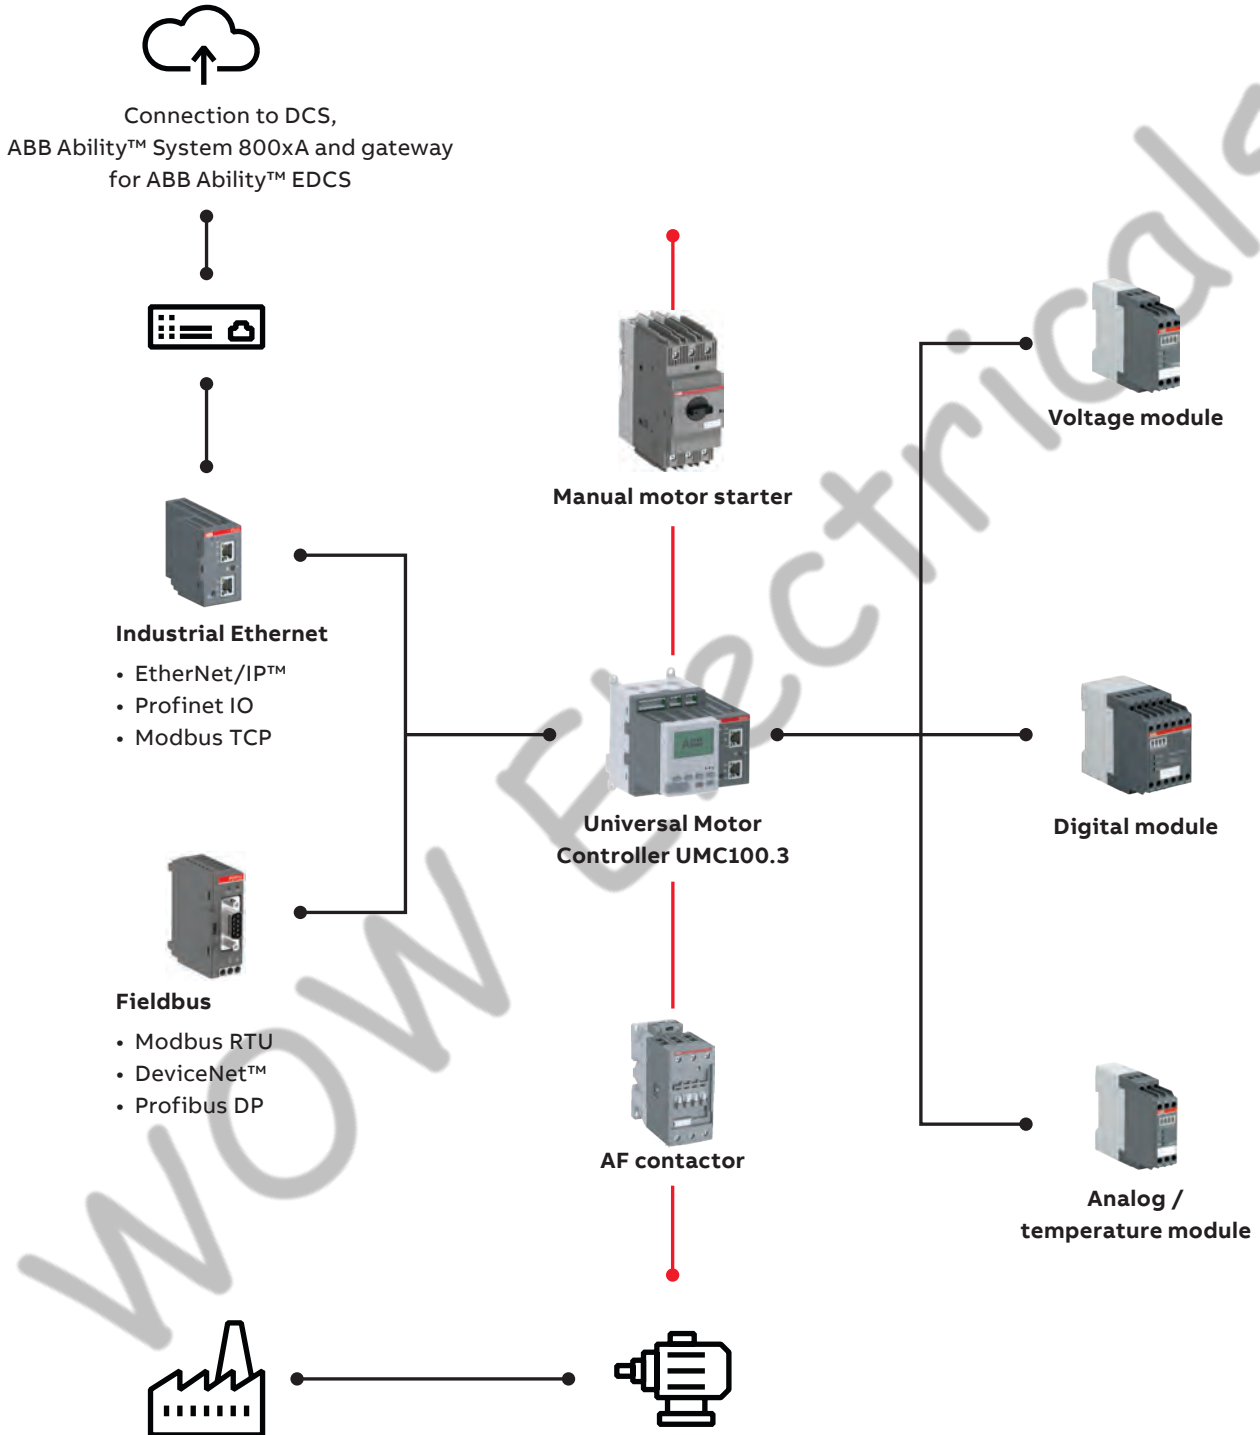 Connection to DCS,
ABB Ability™ System 800xA and gateway
for ABB Ability™ EDCS
Manual motor starter
Voltage module
Industrial Ethernet
• EtherNet/IP™
• Profinet IO
• Modbus TCP
ABB
Universal Motor
Controller UMC100.3
Digital module
Fieldbus
• Modbus RTU
• DeviceNet™
• Profibus DP
AF contactor
Analog /
temperature module
WOW Electricals